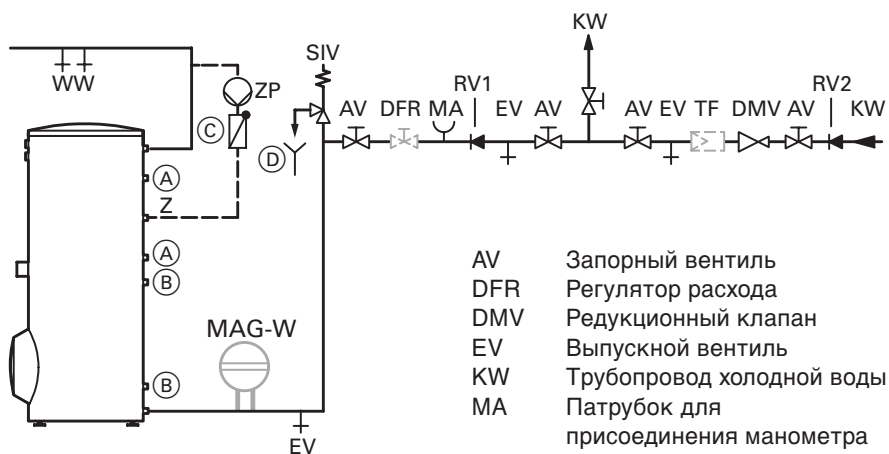 KW
SIV
WW
ZP
AV DFR MA RV1 EV AV AV EV TF DMV AV RV2 KW
C
D
A
Z
A
B
MAG-W
B
EV
AV Запорный вентиль
DFR Регулятор расхода
DMV Редукционный клапан
EV Выпускной вентиль
KW Трубопровод холодной воды
MA Патрубок для
присоединения манометра